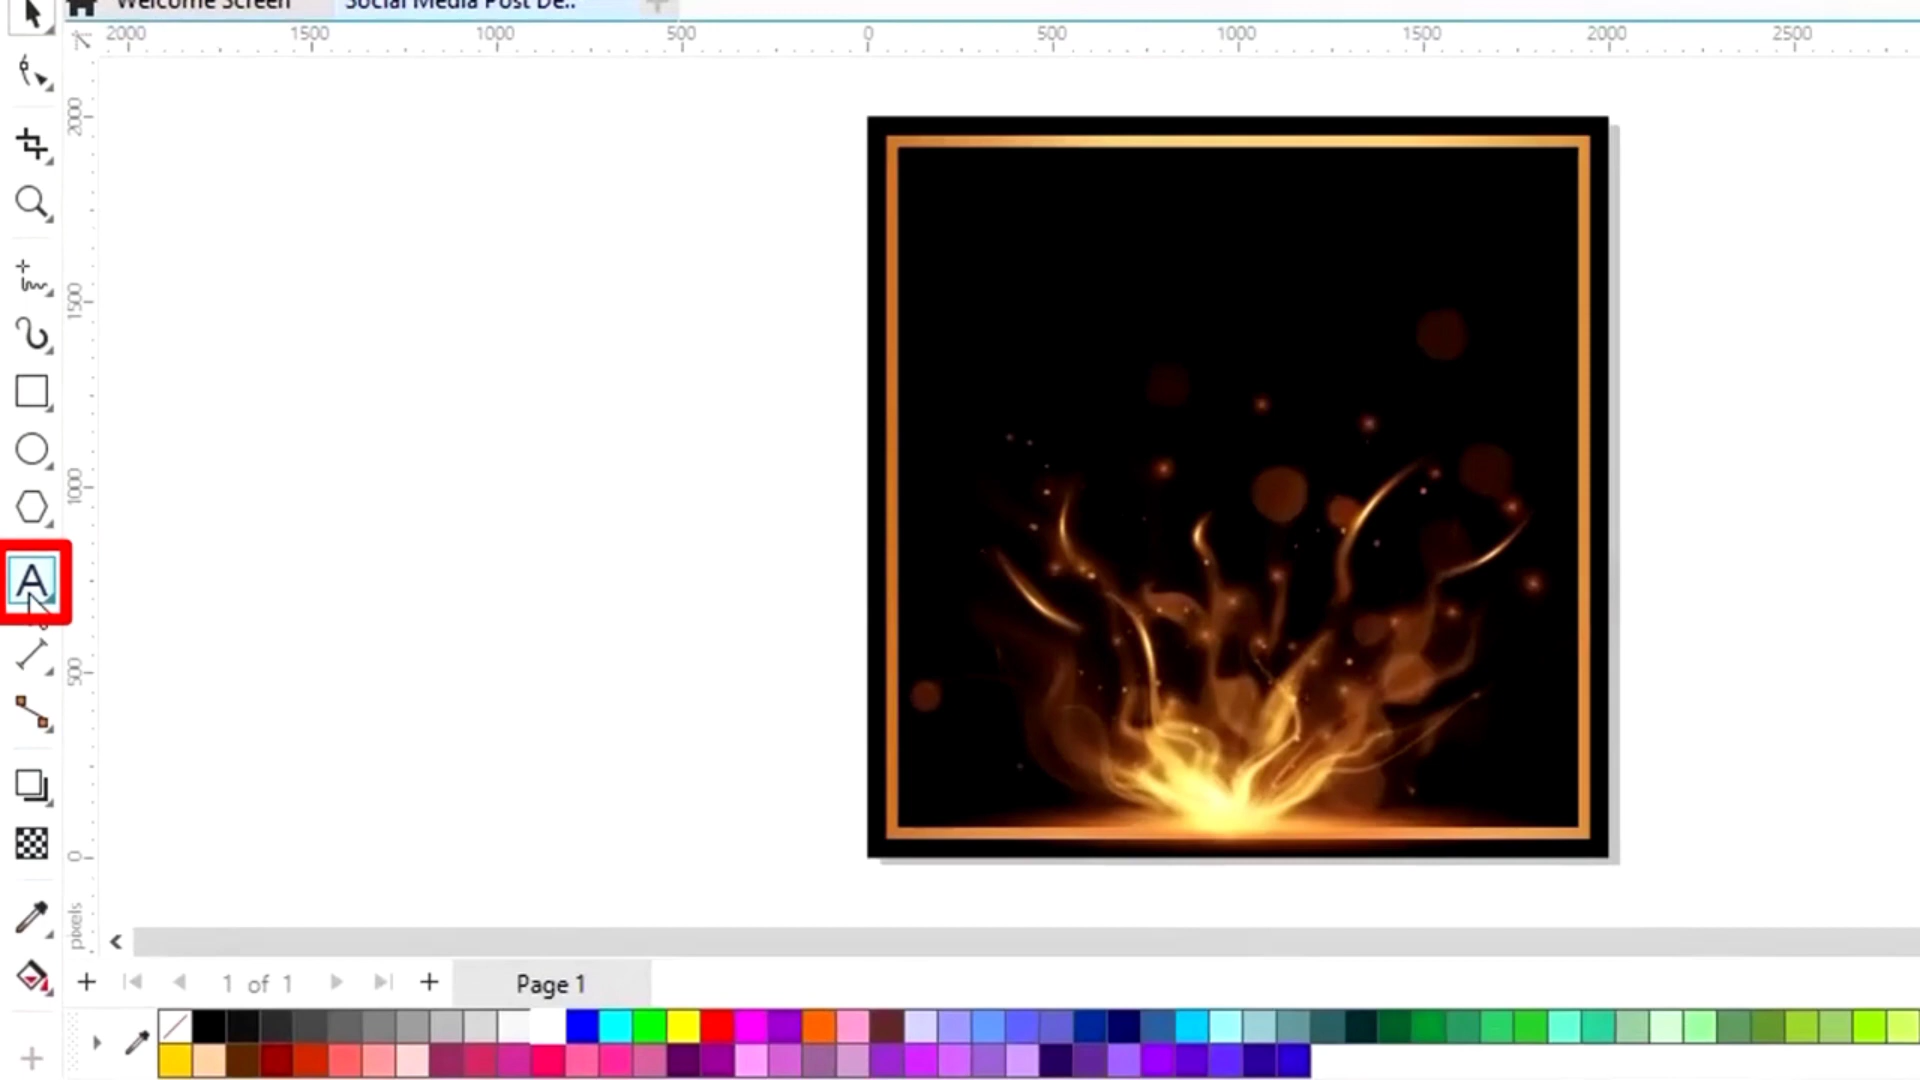 Welcome Screen
Social Media Post De..
2000 1500 1000 500 0 500 1000 1500 2000 2500
2000
1500
1000
500
0
pixels
A
1 of 1
Page 1